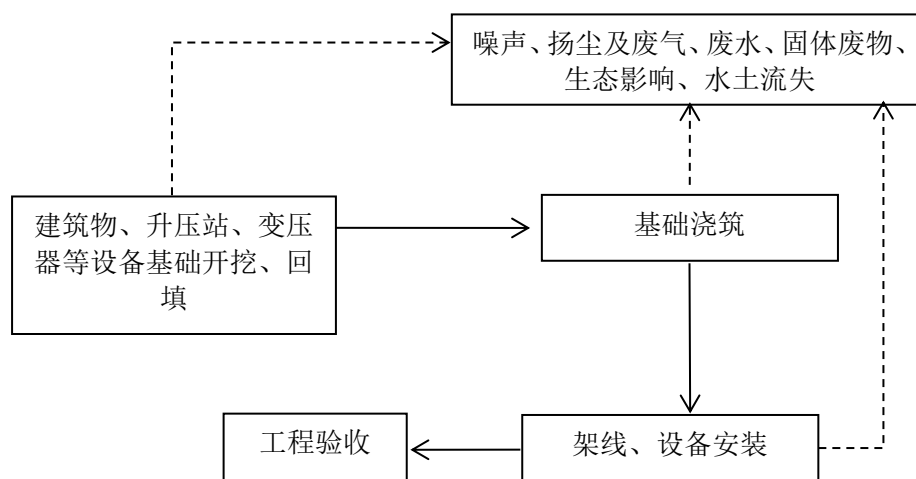 噪声、扬尘及废气、废水、固体废物、
生态影响、水土流失
建筑物、升压站、变压
器等设备基础开挖、回
填
基础浇筑
工程验收
架线、设备安装